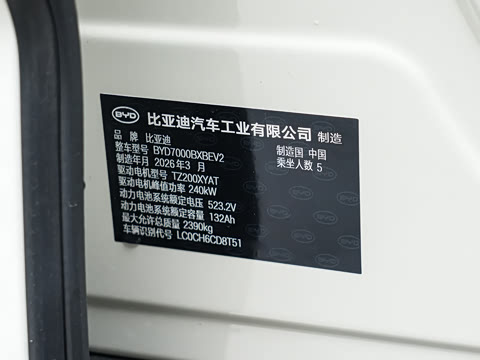 BYD 比亚迪汽车工业有限公司 制造
品 牌 比亚迪 制造国 中国
整车型号 BYD7000BXBEV2 乘坐人数 5
制造年月 2026年3 月
驱动电机型号 TZ200XYAT
驱动电机峰值功率 240kW
动力电池系统额定电压 523.2V
动力电池系统额定容量 132Ah
最大允许总质量 2390kg
车辆识别代号 LC0CH6CD8T51